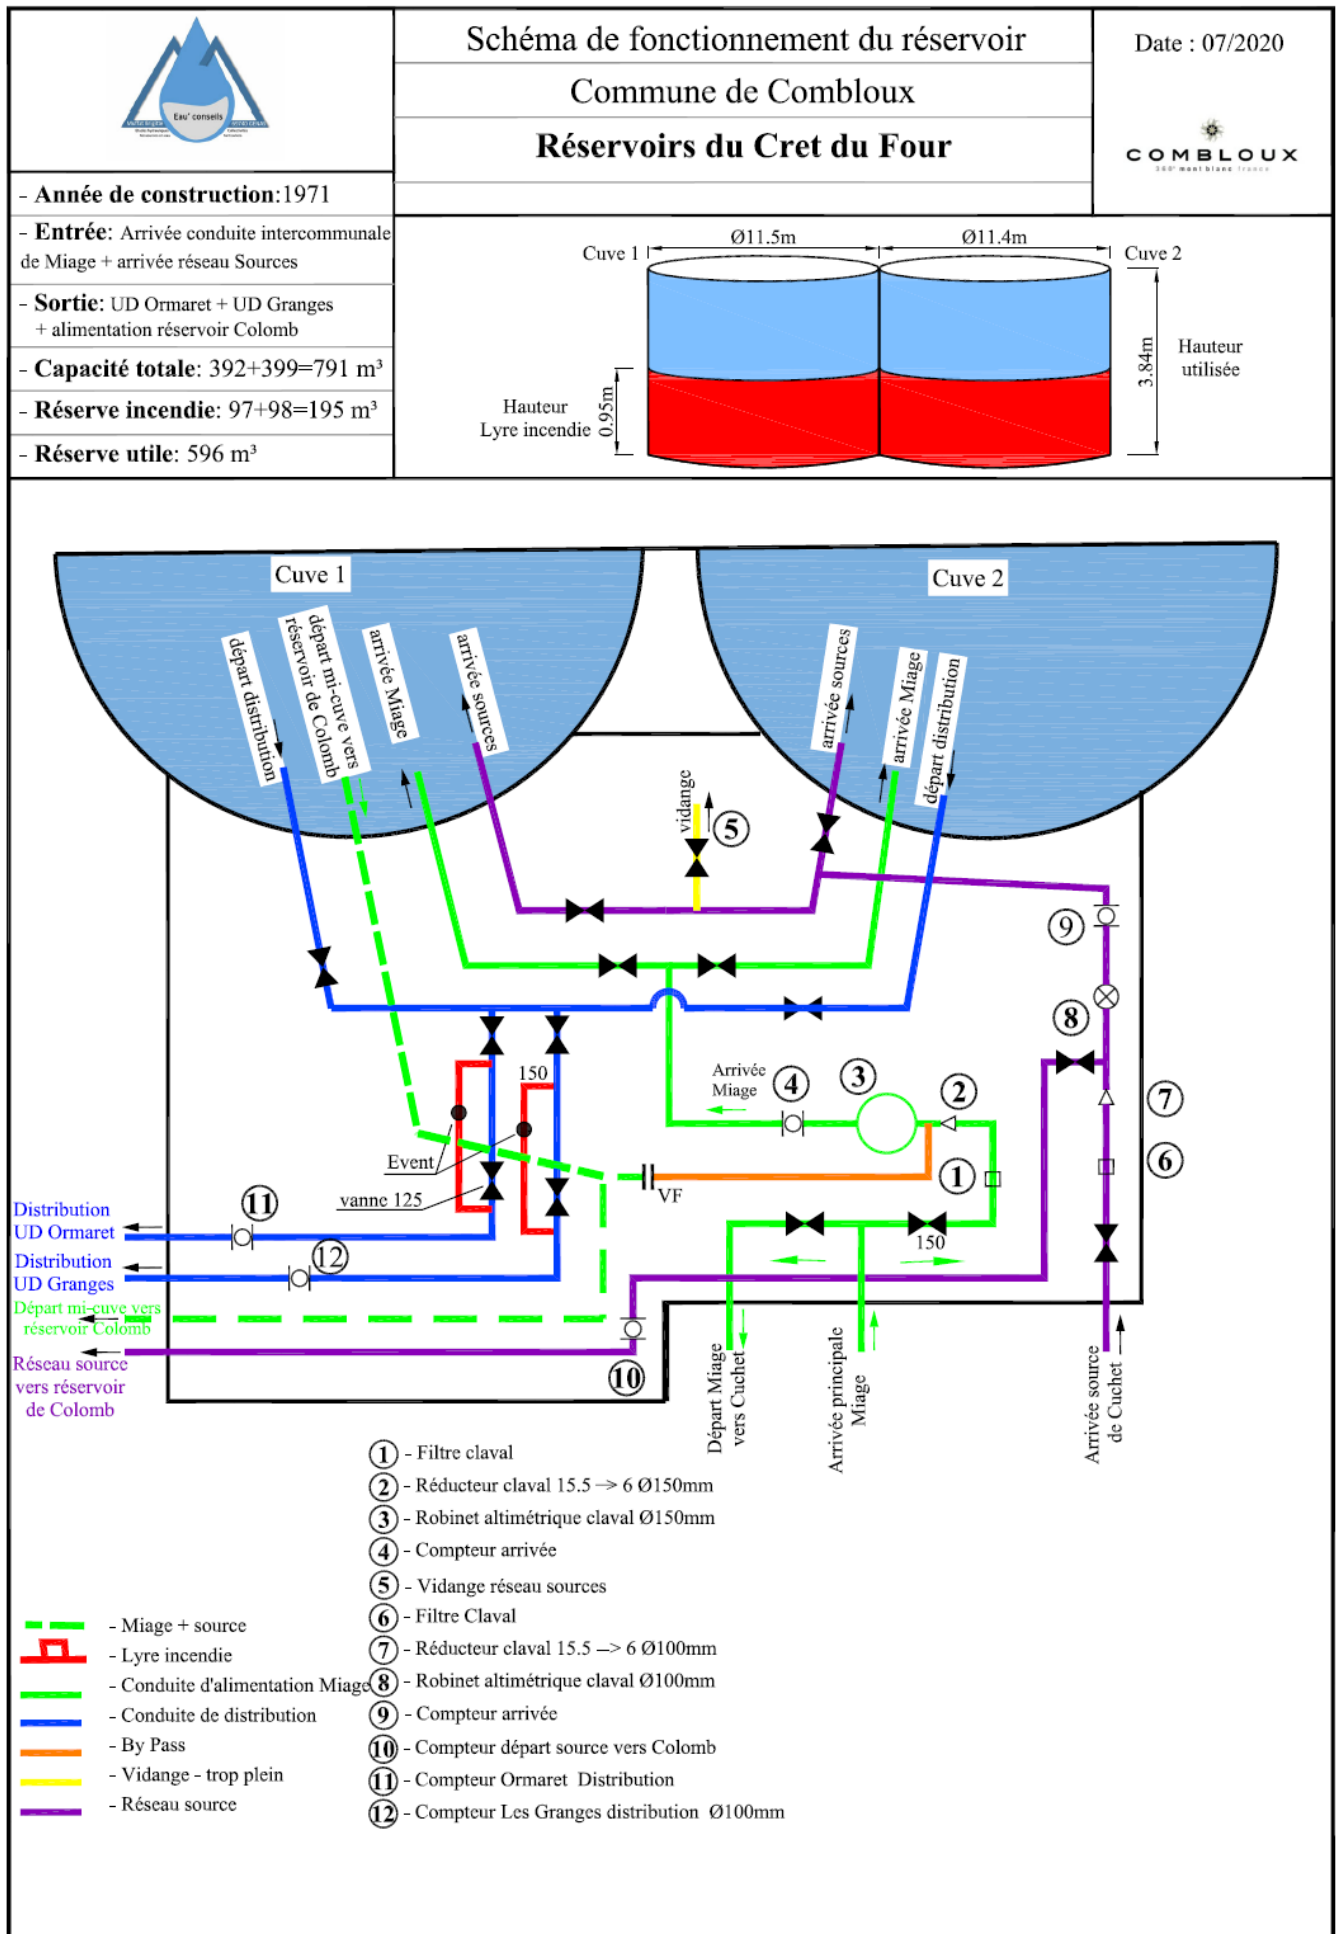 Eau' conseils
Schéma de fonctionnement du réservoir
Commune de Combloux
Réservoirs du Cret du Four
Date : 07/2020
COMBLOUX
360° mont blanc france
- Année de construction:1971
- Entrée: Arrivée conduite intercommunale
de Miage + arrivée réseau Sources
- Sortie: UD Ormaret + UD Granges
+ alimentation réservoir Colomb
- Capacité totale: 392+399=791 m³
- Réserve incendie: 97+98=195 m³
- Réserve utile: 596 m³
Cuve 1
Ø11.5m
Ø11.4m
Cuve 2
3.84m
Hauteur
utilisée
Hauteur
Lyre incendie
0.95m
Cuve 1
Cuve 2
départ distribution
départ mi-cuve vers
réservoir de Colomb
arrivée Miage
arrivée sources
vidange
5
arrivée sources
arrivée Miage
départ distribution
9
8
7
6
Arrivée
Miage
4
3
2
1
150
Event
vanne 125
VF
150
11
12
Distribution
UD Ormaret
Distribution
UD Granges
Départ mi-cuve vers
réservoir Colomb
Réseau source
vers réservoir
de Colomb
10
Départ Miage
vers Cuchet
Arrivée principale
Miage
Arrivée source
de Cuchet
1 - Filtre claval
2 - Réducteur claval 15.5 -> 6 Ø150mm
3 - Robinet altimétrique claval Ø150mm
4 - Compteur arrivée
5 - Vidange réseau sources
6 - Filtre Claval
7 - Réducteur claval 15.5 -> 6 Ø100mm
8 - Robinet altimétrique claval Ø100mm
9 - Compteur arrivée
10 - Compteur départ source vers Colomb
11 - Compteur Ormaret Distribution
12 - Compteur Les Granges distribution Ø100mm
- Miage + source
- Lyre incendie
- Conduite d'alimentation Miage
- Conduite de distribution
- By Pass
- Vidange - trop plein
- Réseau source